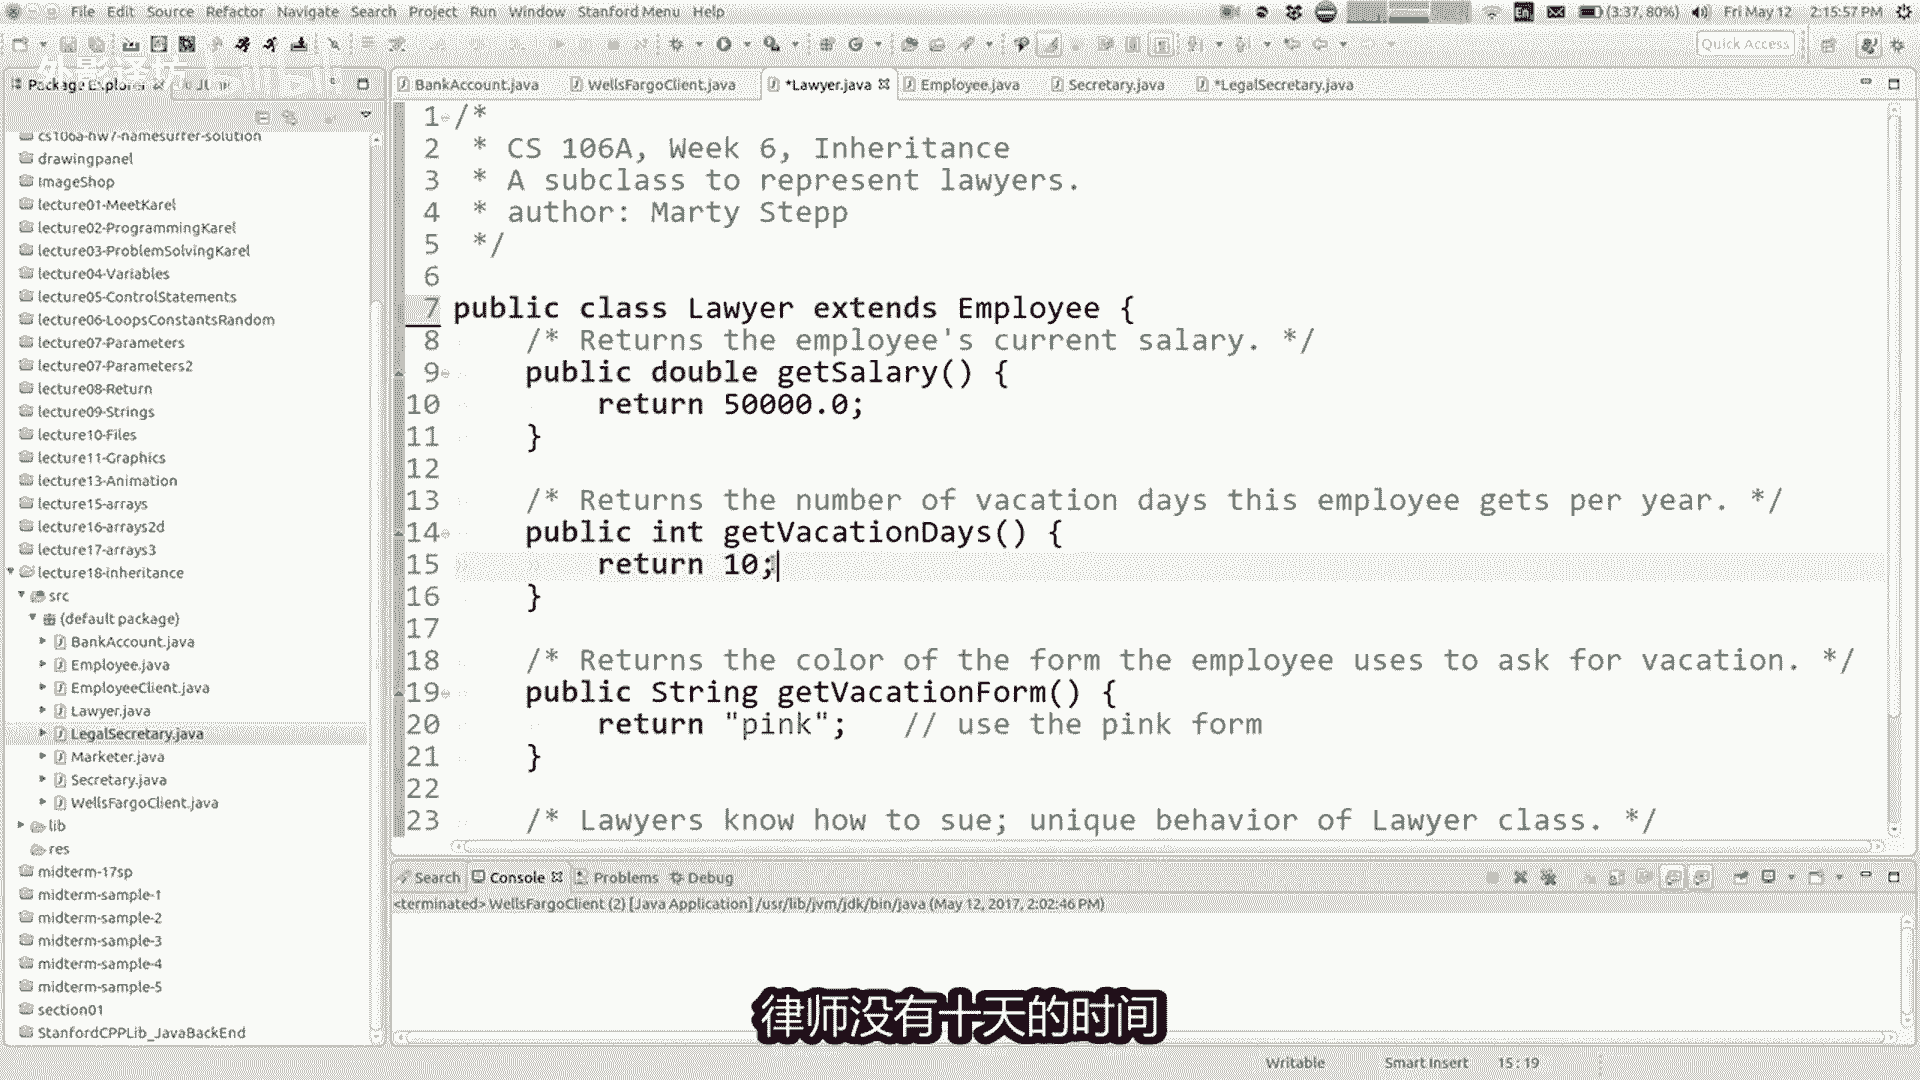 File Edit Source Refactor Navigate Search Project Run Window Stanford Menu Help
En (3:37, 80%) Fri May 12 2:15:57 PM
Quick Access
Package Explorer
BankAccount.java WellsFargoClient.java *Lawyer.java Employee.java Secretary.java *LegalSecretary.java
cs106a-hw7-namesurfer-solution
drawingpanel
ImageShop
lecture01-MeetKarel
lecture02-ProgrammingKarel
lecture03-ProblemSolvingKarel
lecture04-Variables
lecture05-ControlStatements
lecture06-LoopsConstantsRandom
lecture07-Parameters
lecture07-Parameters2
lecture08-Return
lecture09-Strings
lecture10-Files
lecture11-Graphics
lecture13-Animation
lecture15-arrays
lecture16-arrays2d
lecture17-arrays3
lecture18-inheritance
src
(default package)
BankAccount.java
Employee.java
EmployeeClient.java
Lawyer.java
LegalSecretary.java
Marketer.java
Secretary.java
WellsFargoClient.java
lib
res
midterm-17sp
midterm-sample-1
midterm-sample-2
midterm-sample-3
midterm-sample-4
midterm-sample-5
section01
StanfordCPPLib_JavaBackEnd
1 /*
2 * CS 106A, Week 6, Inheritance
3 * A subclass to represent lawyers.
4 * author: Marty Stepp
5 */
6
7 public class Lawyer extends Employee {
8 /* Returns the employee's current salary. */
9 public double getSalary() {
10 return 50000.0;
11 }
12
13 /* Returns the number of vacation days this employee gets per year. */
14 public int getVacationDays() {
15 return 10;
16 }
17
18 /* Returns the color of the form the employee uses to ask for vacation. */
19 public String getVacationForm() {
20 return "pink"; // use the pink form
21 }
22
23 /* Lawyers know how to sue; unique behavior of Lawyer class. */
Search Console Problems Debug
<terminated> WellsFargoClient (2) [Java Application] /usr/lib/jvm/jdk/bin/java (May 12, 2017, 2:02:46 PM)
律师没有十天的时间
Writable Smart Insert 15:19